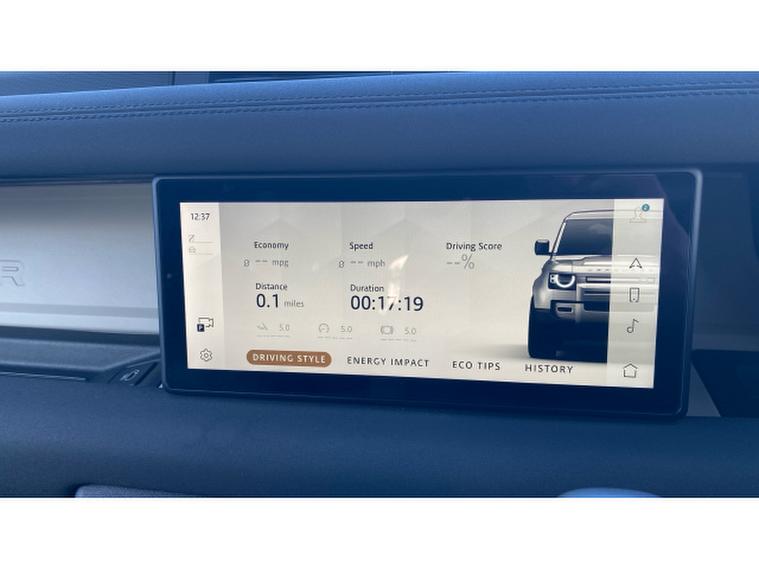 12:37
2
Economy
ø -- mpg
Speed
ø -- mph
Driving Score
--%
Distance
0.1 miles
Duration
00:17:19
5.0
5.0
5.0
P
DRIVING STYLE
ENERGY IMPACT
ECO TIPS
HISTORY
R